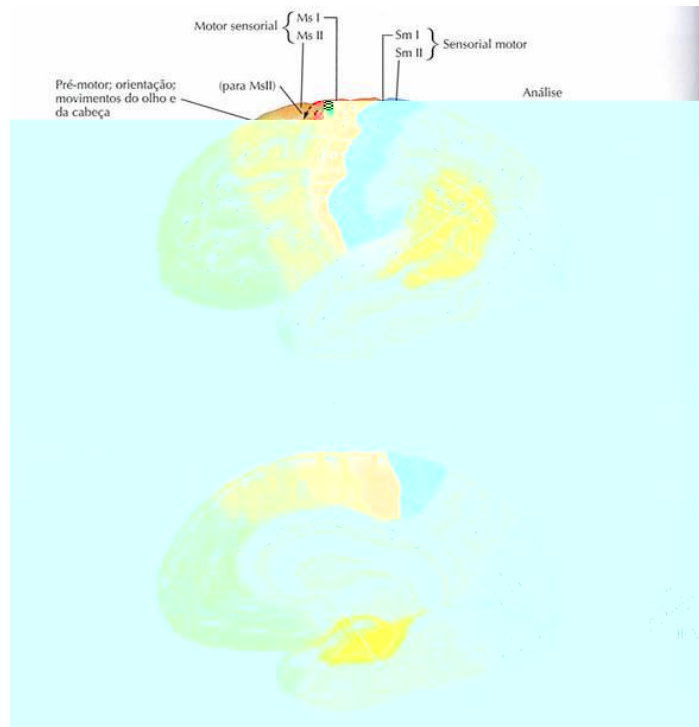 Motor sensorial
Ms I
Ms II
Sm I
Sm II
Sensorial motor
Pré-motor; orientação;
movimentos do olho e
da cabeça
(para MsII)
Análise